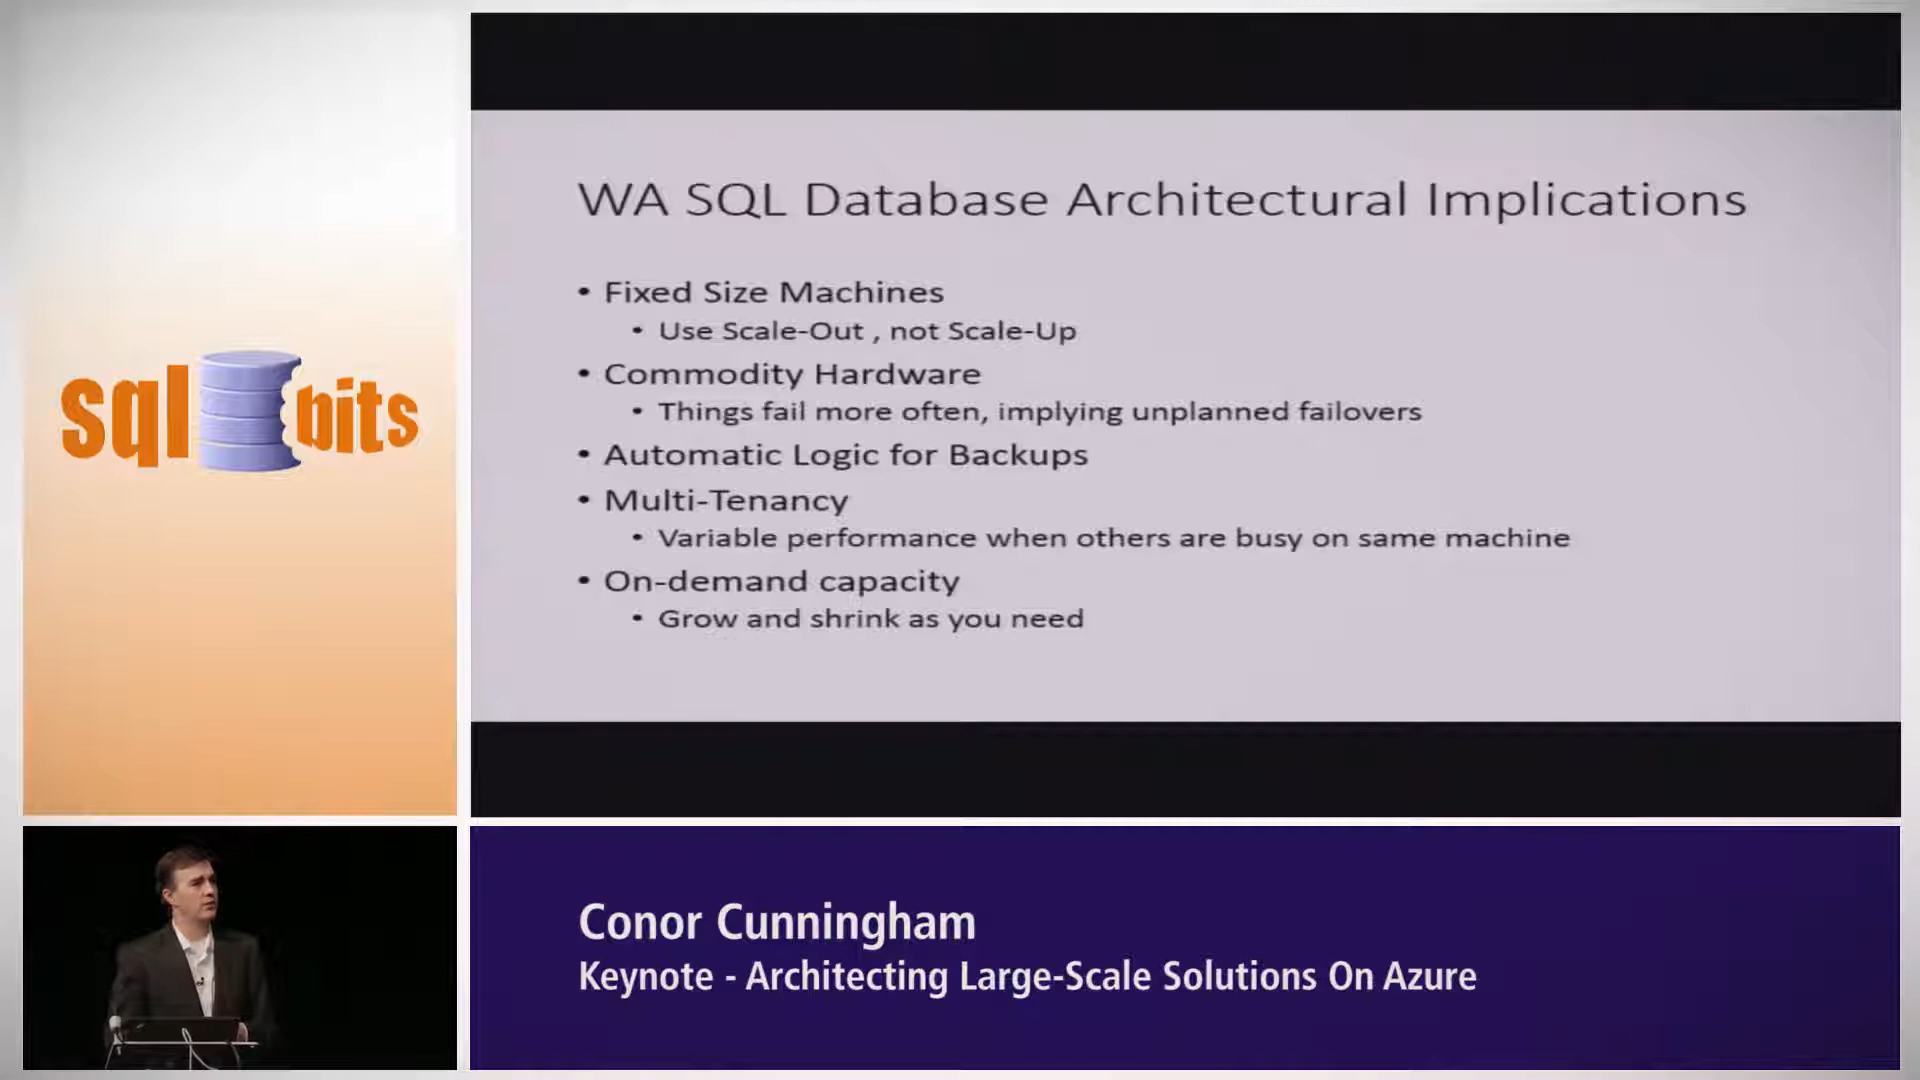 sql bits
WA SQL Database Architectural Implications
• Fixed Size Machines
• Use Scale-Out , not Scale-Up
• Commodity Hardware
• Things fail more often, implying unplanned failovers
• Automatic Logic for Backups
• Multi-Tenancy
• Variable performance when others are busy on same machine
• On-demand capacity
• Grow and shrink as you need
Conor Cunningham
Keynote - Architecting Large-Scale Solutions On Azure